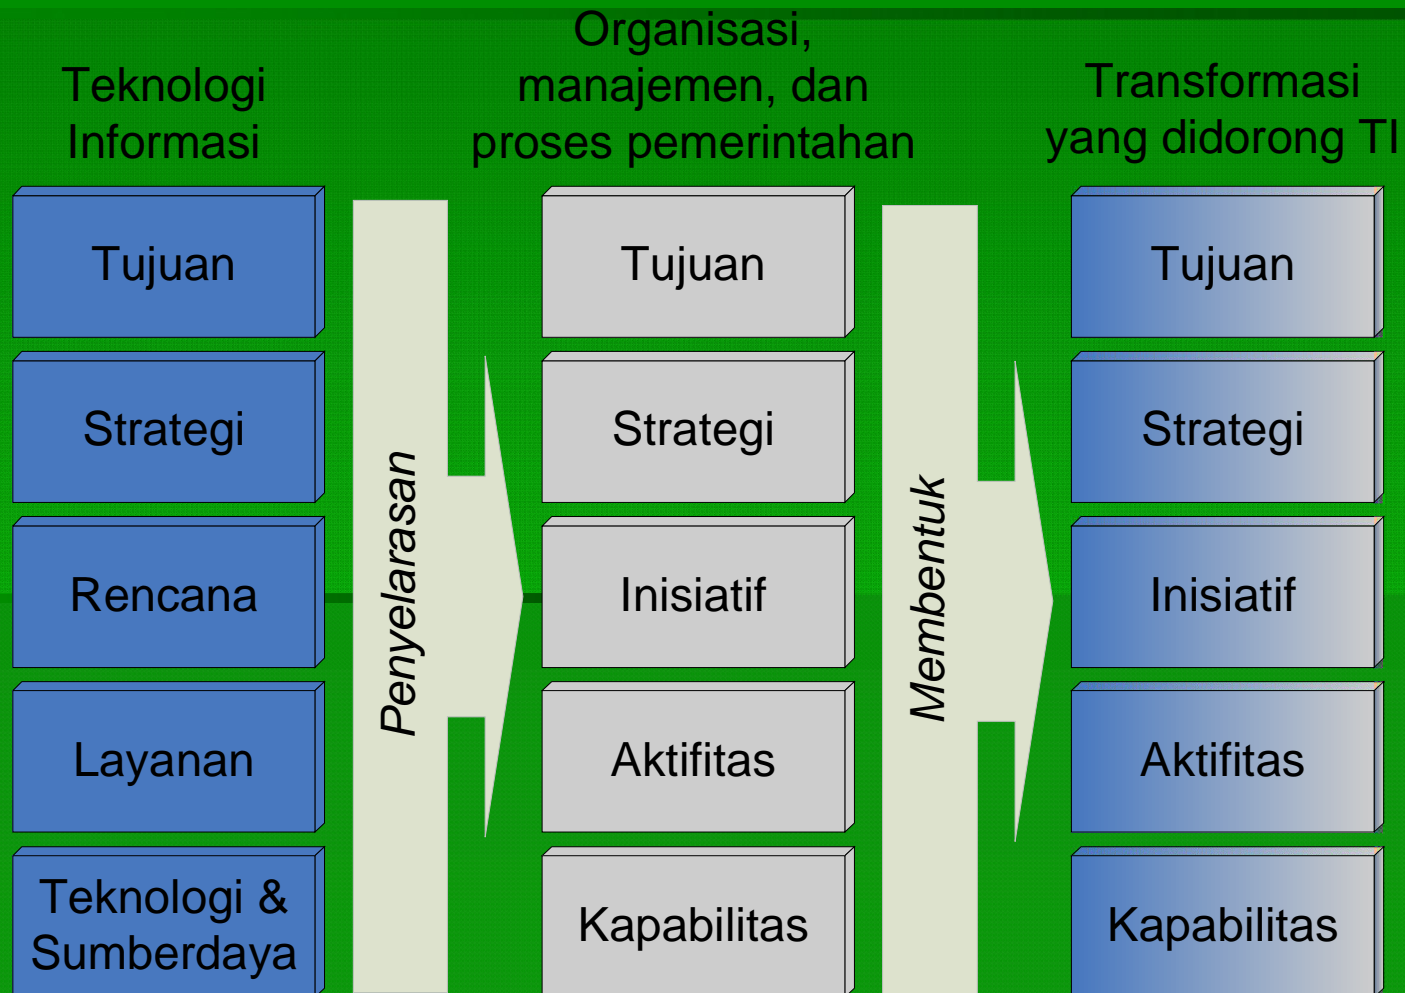 Teknologi
Informasi
Organisasi,
manajemen, dan
proses pemerintahan
Transformasi
yang didorong TI
Tujuan
Strategi
Rencana
Layanan
Teknologi &
Sumberdaya
Penyelarasan
Tujuan
Strategi
Inisiatif
Aktifitas
Kapabilitas
Membentuk
Tujuan
Strategi
Inisiatif
Aktifitas
Kapabilitas